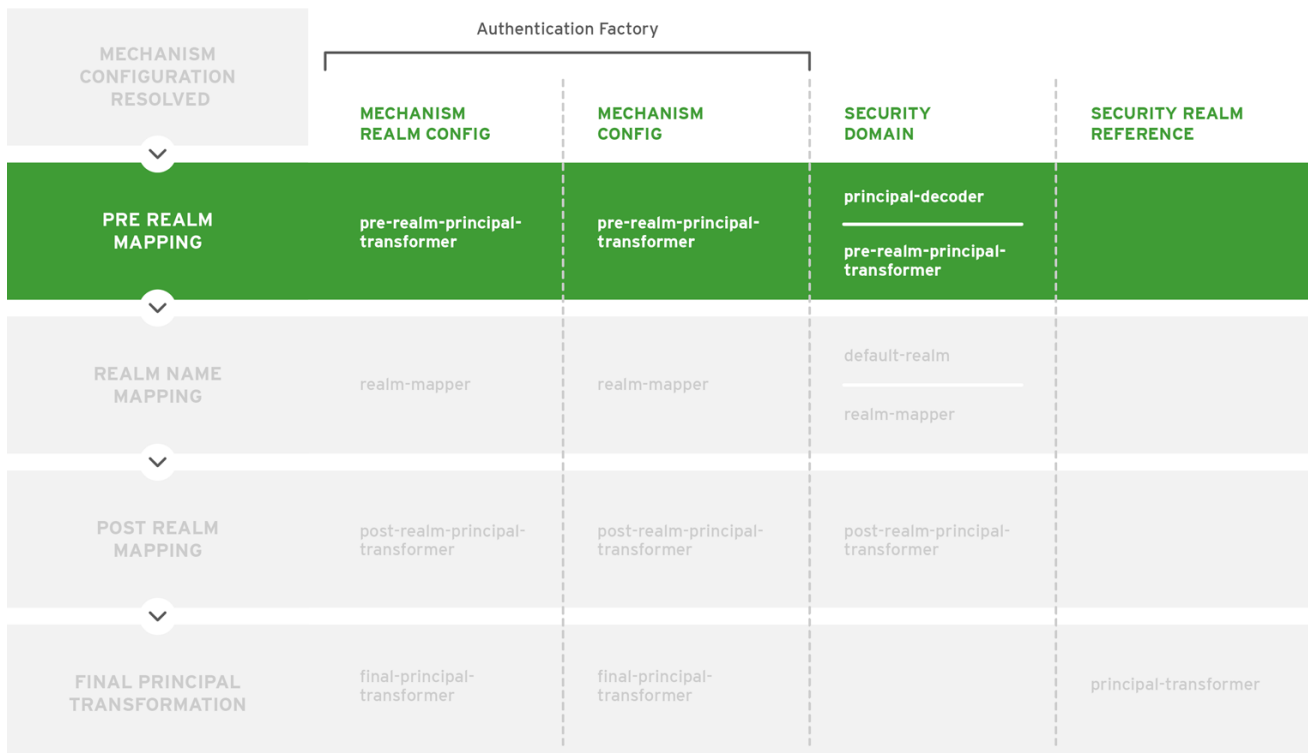 Authentication Factory
MECHANISM
CONFIGURATION
RESOLVED
MECHANISM
REALM CONFIG
MECHANISM
CONFIG
SECURITY
DOMAIN
SECURITY REALM
REFERENCE
PRE REALM
MAPPING
pre-realm-principal-
transformer
pre-realm-principal-
transformer
principal-decoder
pre-realm-principal-
transformer
REALM NAME
MAPPING
realm-mapper
realm-mapper
default-realm
realm-mapper
POST REALM
MAPPING
post-realm-principal-
transformer
post-realm-principal-
transformer
post-realm-principal-
transformer
FINAL PRINCIPAL
TRANSFORMATION
final-principal-
transformer
final-principal-
transformer
principal-transformer